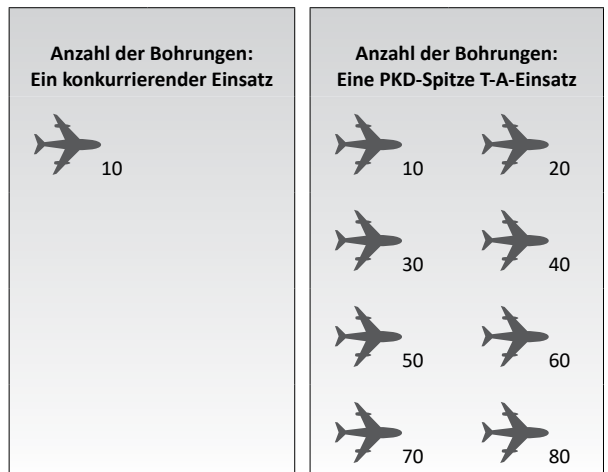 Anzahl der Bohrungen:
Ein konkurrierender Einsatz
10
Anzahl der Bohrungen:
Eine PKD-Spitze T-A-Einsatz
10 20
30 40
50 60
70 80